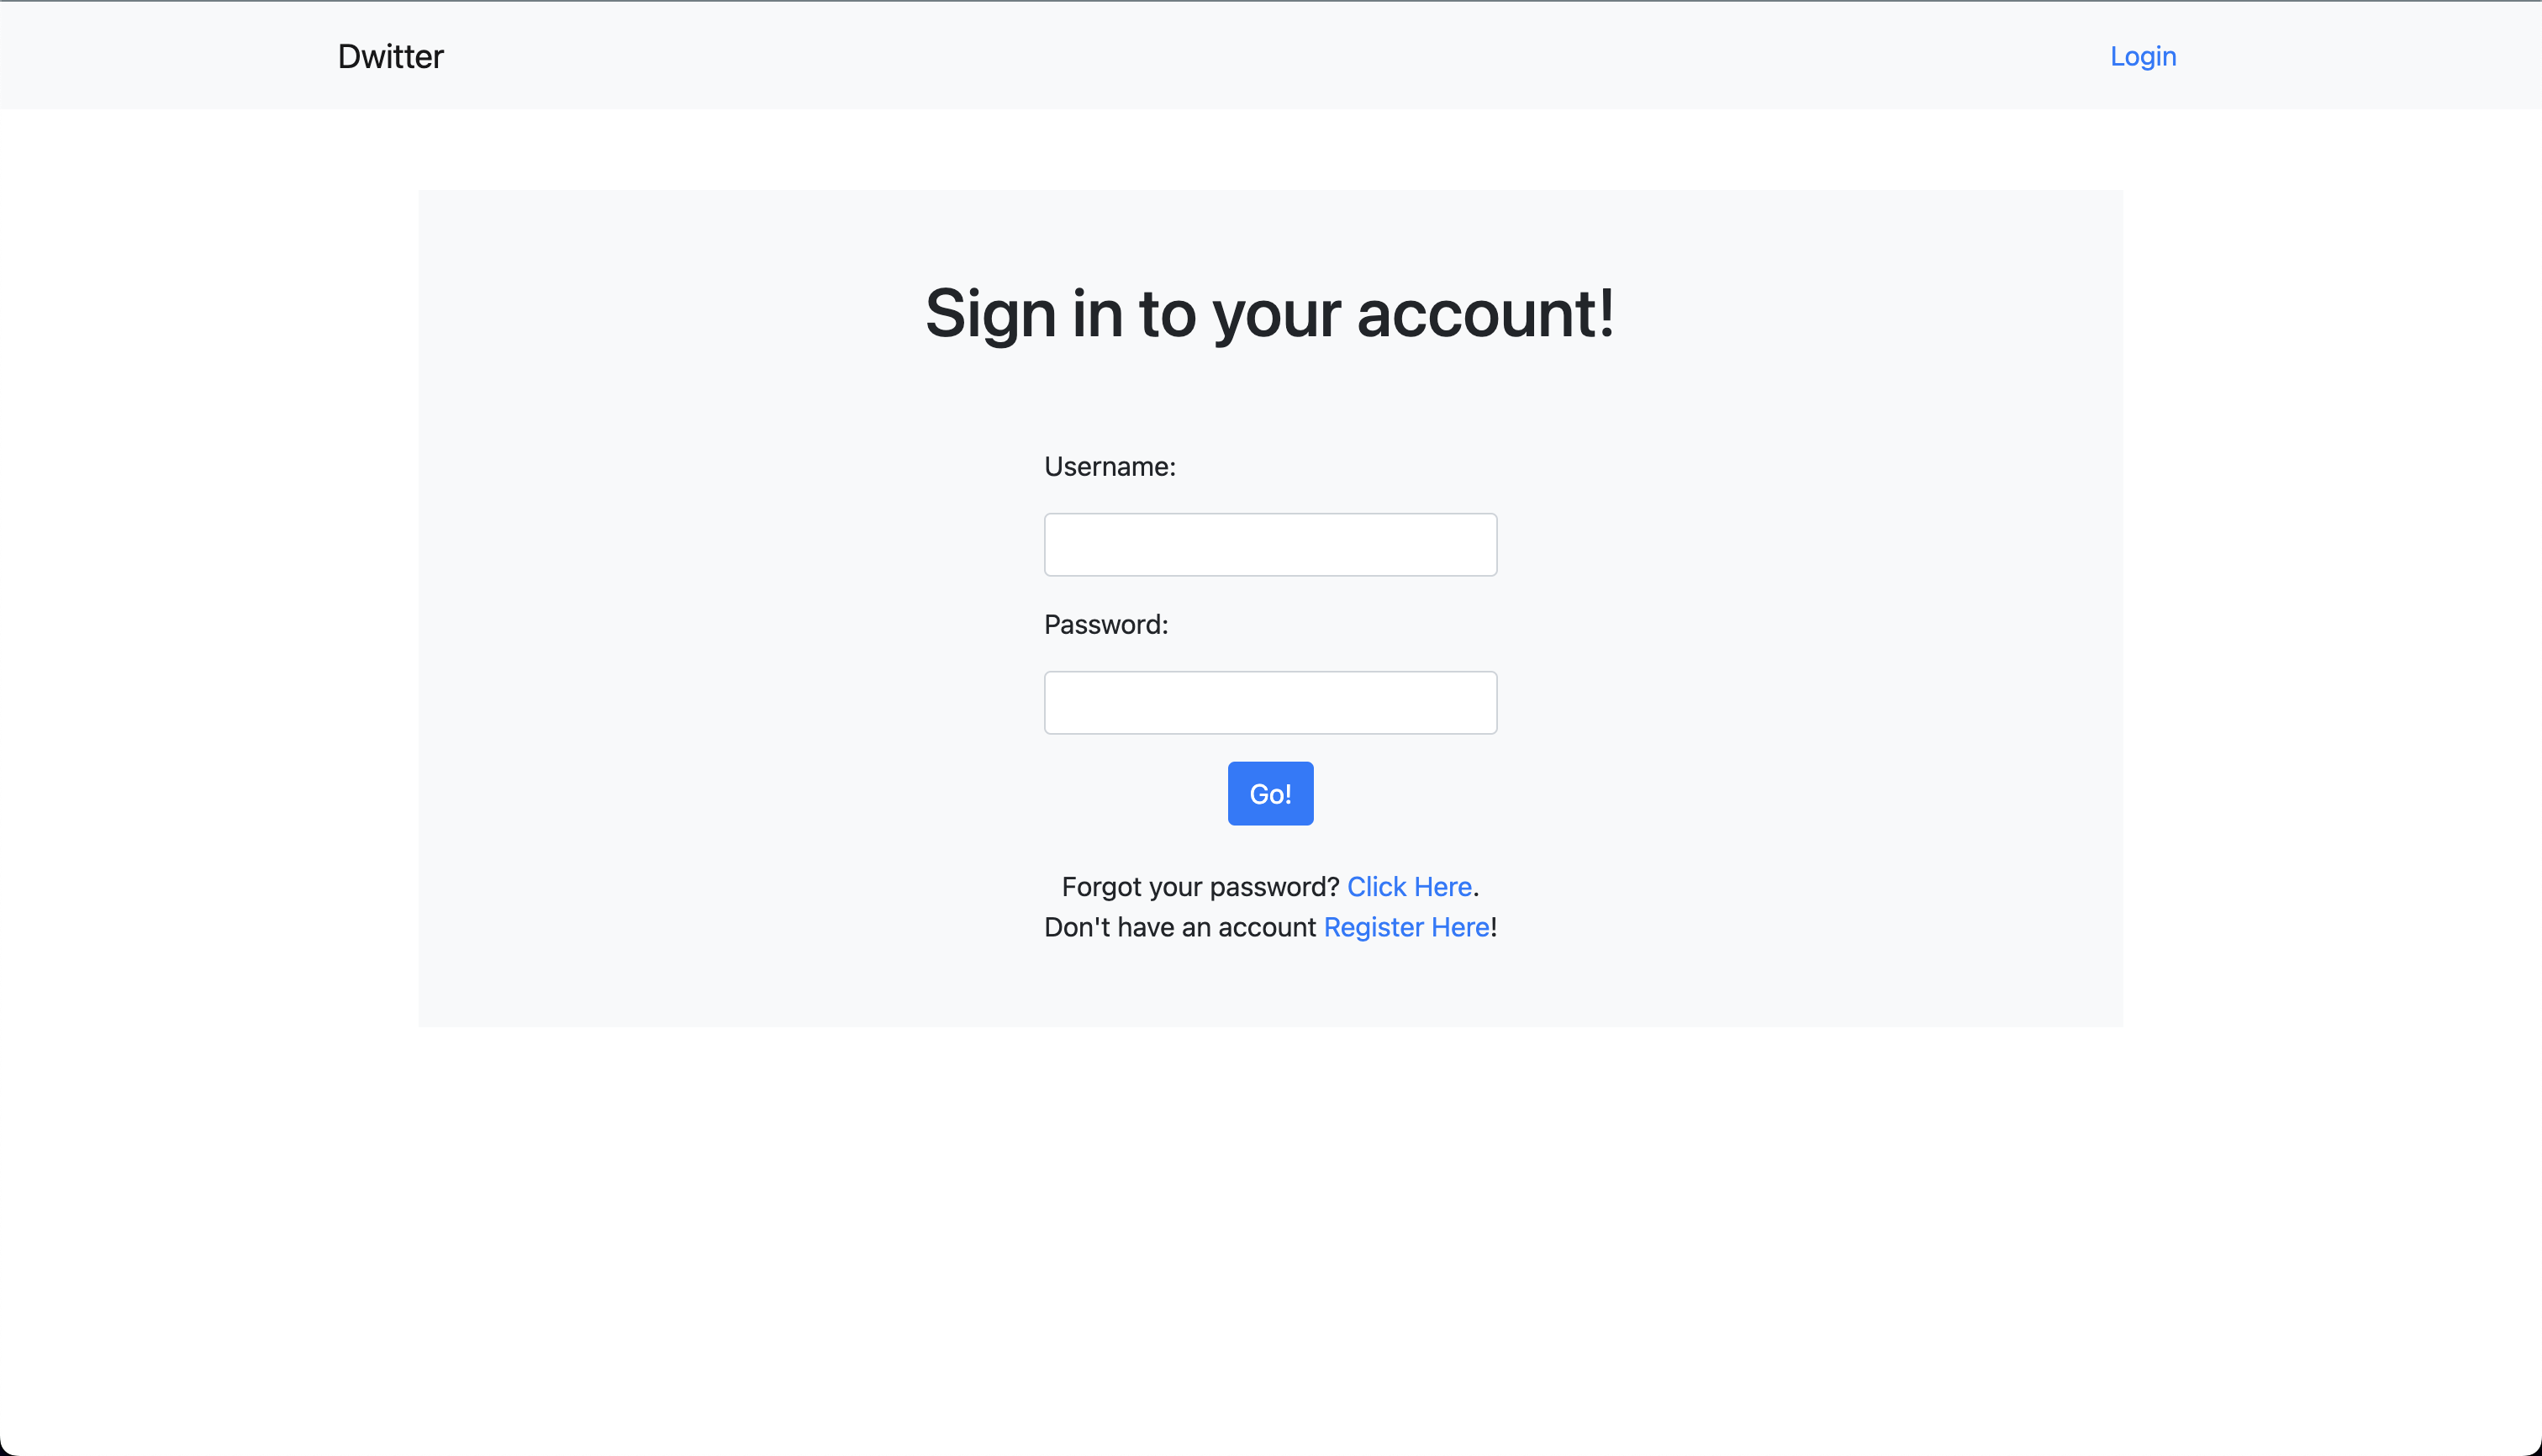 Dwitter
Login
Sign in to your account!
Username:
Password:
Go!
Forgot your password? Click Here.
Don't have an account Register Here!